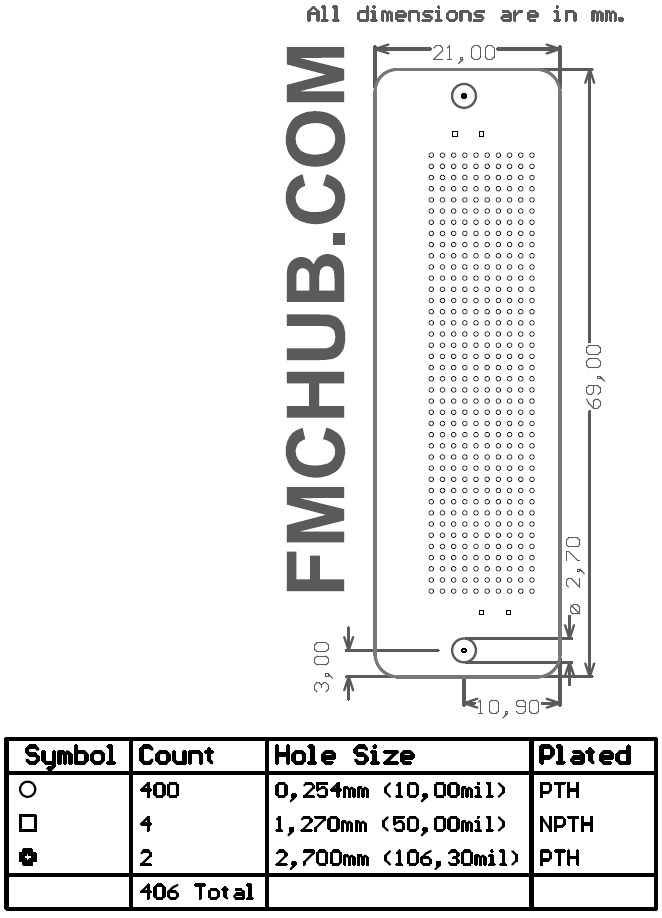 All dimensions are in mm.
21,00
FMCHUB.COM
69,00
ø 2,70
3,00
10,90
Symbol Count Hole Size Plated
400 0,254mm (10,00mil) PTH
4 1,270mm (50,00mil) NPTH
2 2,700mm (106,30mil) PTH
406 Total